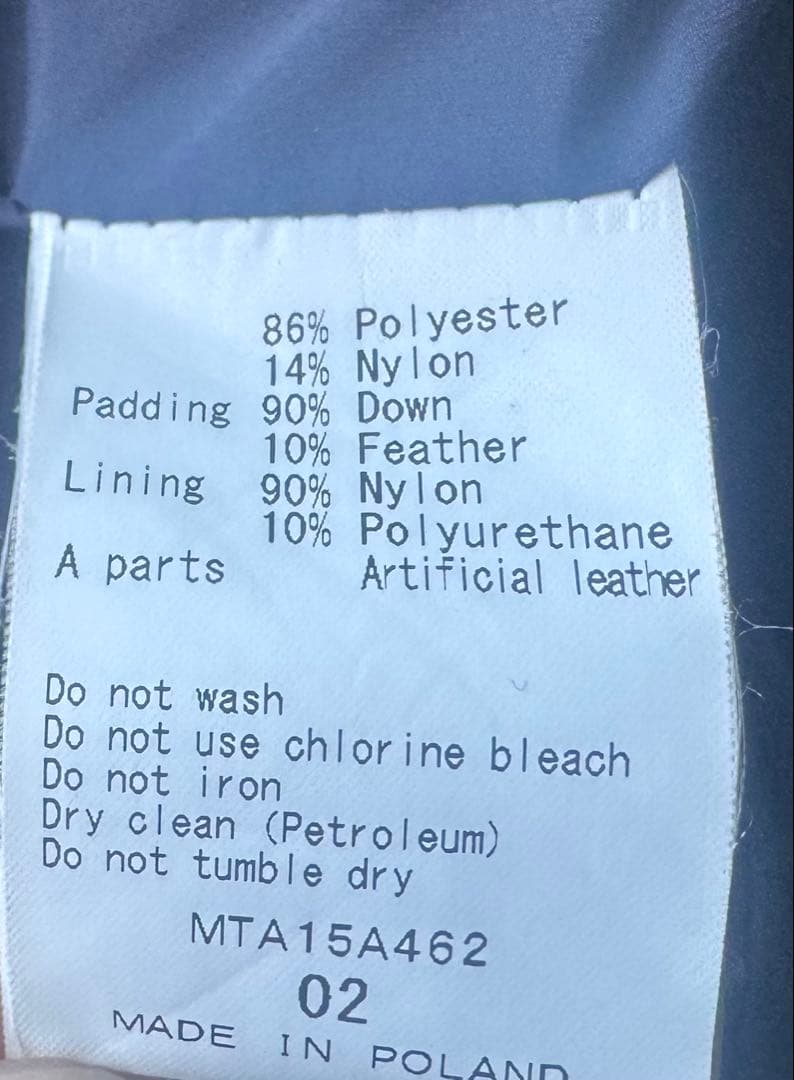 86% Polyester
14% Nylon
Padding 90% Down
10% Feather
Lining 90% Nylon
10% Polyurethane
A parts Artificial leather
Do not wash
Do not use chlorine bleach
Do not iron
Dry clean (Petroleum)
Do not tumble dry
MTA15A462
02
MADE IN POLAND